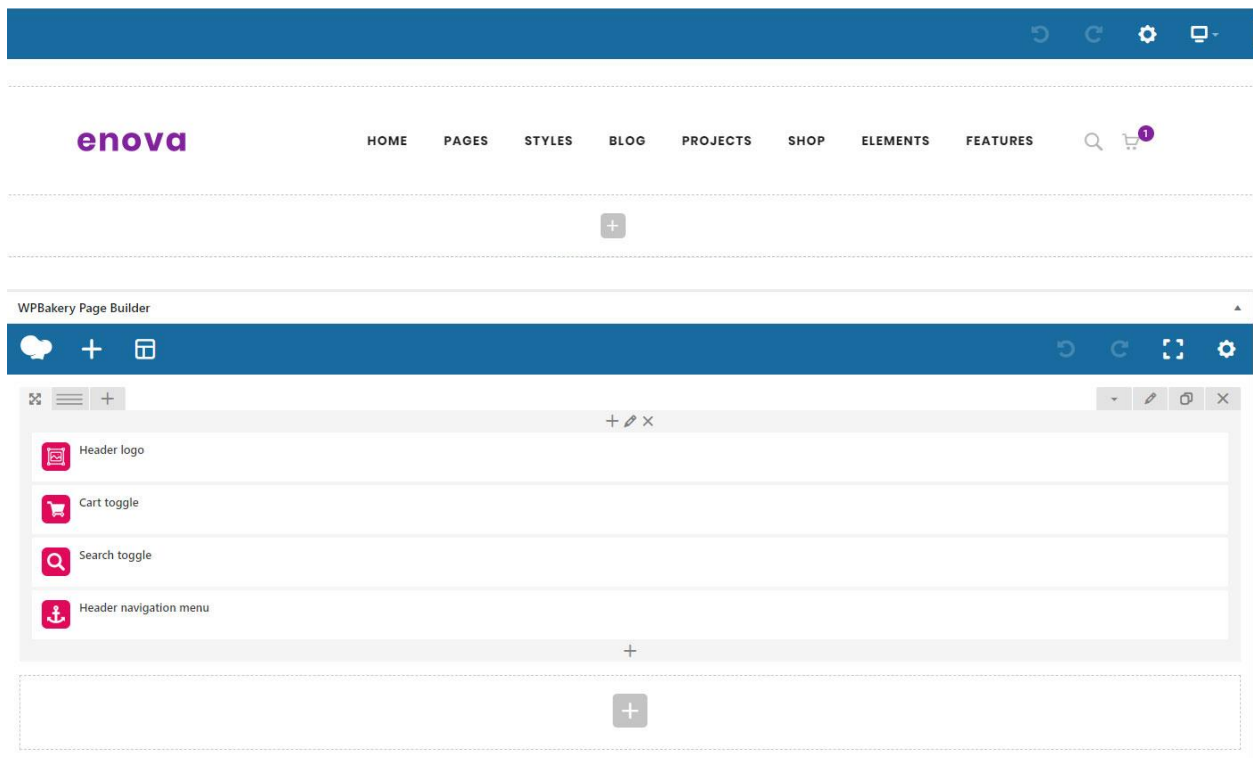 enova HOME PAGES STYLES BLOG PROJECTS SHOP ELEMENTS FEATURES 1
WPBakery Page Builder
Header logo
Cart toggle
Search toggle
Header navigation menu